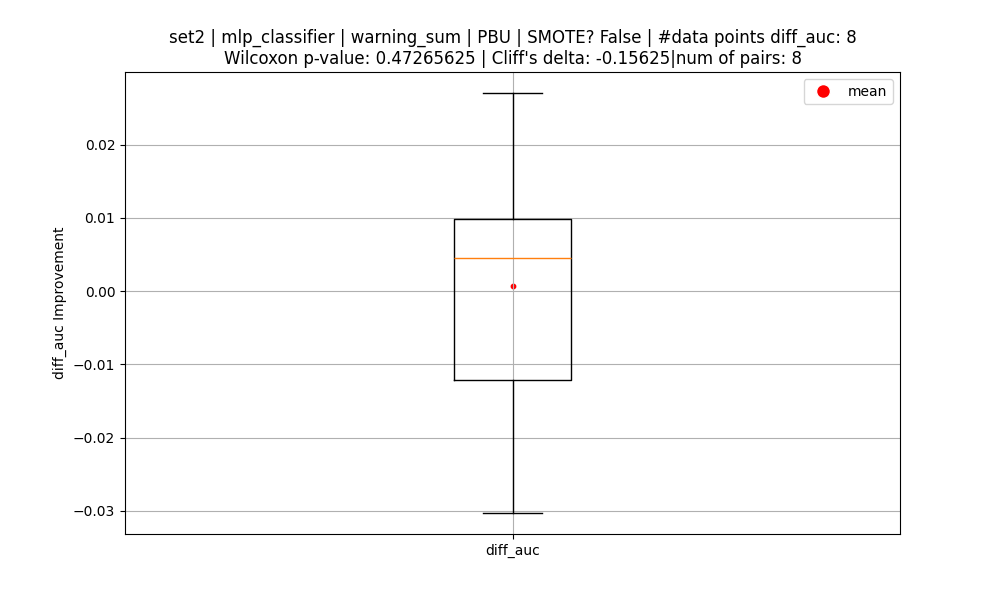 set2 | mlp_classifier | warning_sum | PBU | SMOTE? False | #data points diff_auc: 8
Wilcoxon p-value: 0.47265625 | Cliff's delta: -0.15625|num of pairs: 8
mean
0.02
0.01
0.00
−0.01
−0.02
−0.03
diff_auc Improvement
diff_auc